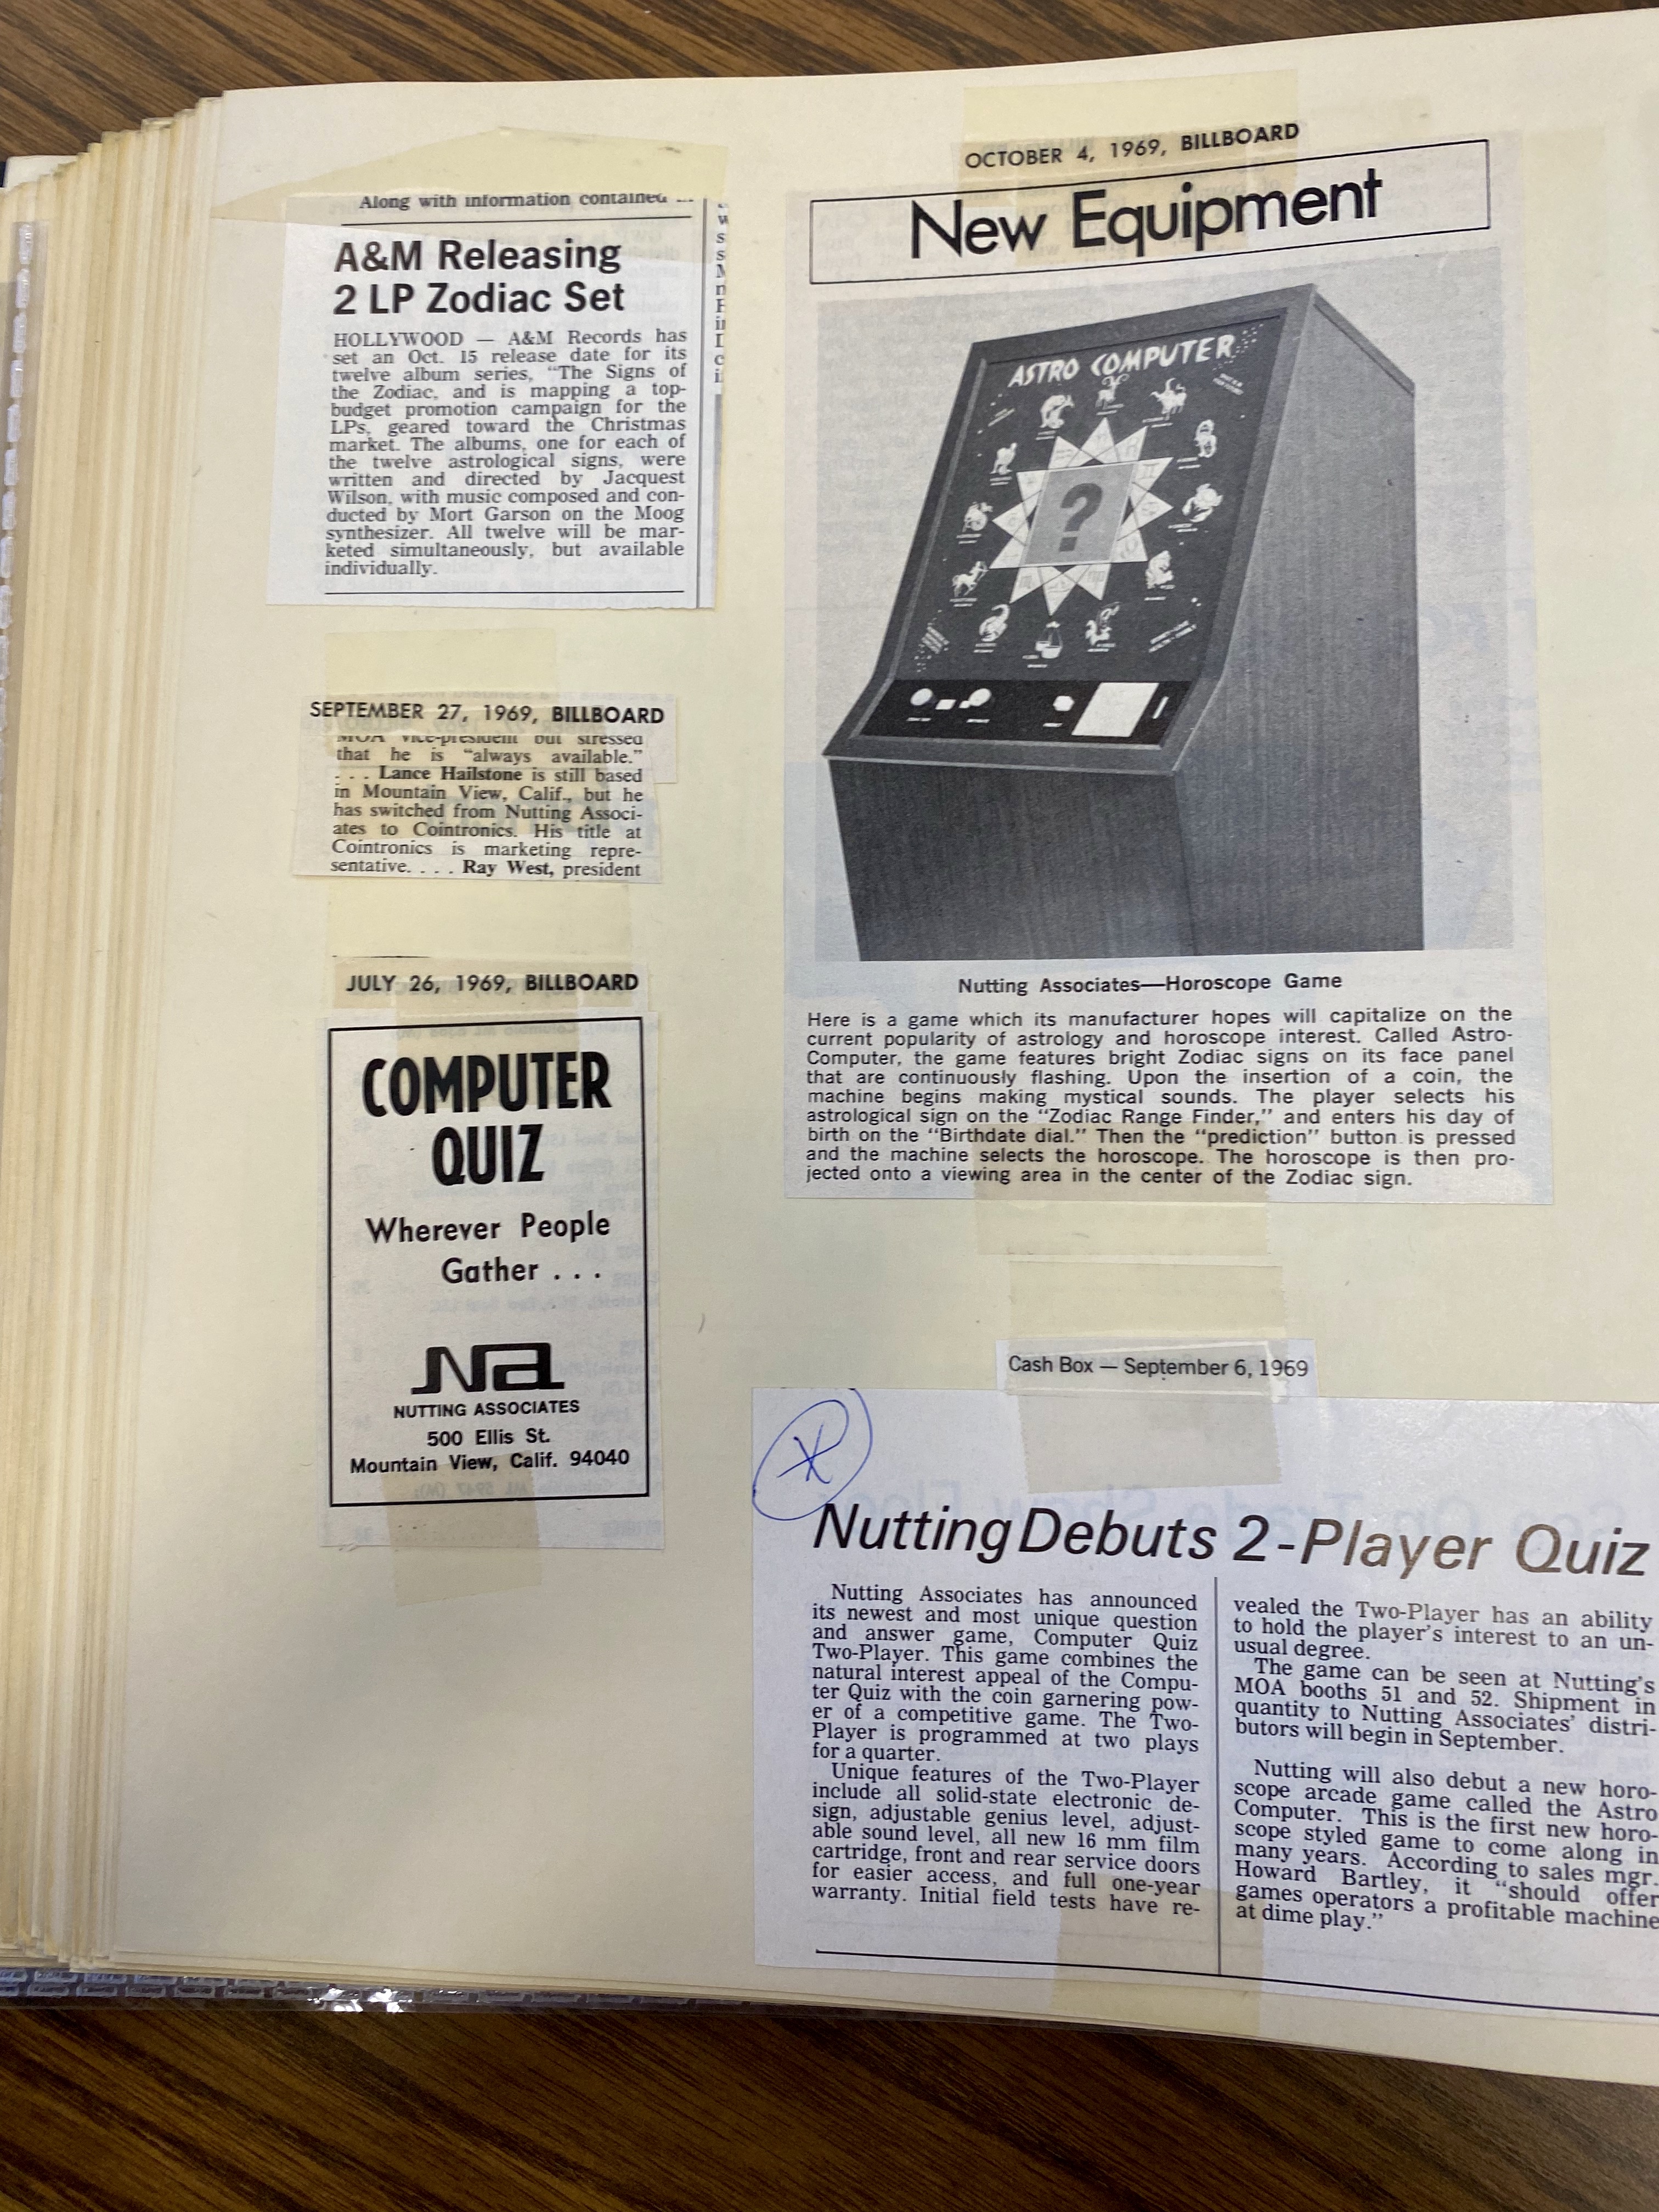 Along with information contained
A&M Releasing
2 LP Zodiac Set
HOLLYWOOD — A&M Records has
set an Oct. 15 release date for its
twelve album series, “The Signs of
the Zodiac, and is mapping a top-
budget promotion campaign for the
LPs, geared toward the Christmas
market. The albums, one for each of
the twelve astrological signs, were
written and directed by Jacquest
Wilson, with music composed and con-
ducted by Mort Garson on the Moog
synthesizer. All twelve will be mar-
keted simultaneously, but available
individually.
SEPTEMBER 27, 1969, BILLBOARD
MOA vice-president but stressed
that he is “always available.”
. . . Lance Hailstone is still based
in Mountain View, Calif., but he
has switched from Nutting Associ-
ates to Cointronics. His title at
Cointronics is marketing repre-
sentative. . . . Ray West, president
JULY 26, 1969, BILLBOARD
COMPUTER
QUIZ
Wherever People
Gather . . .
Na
NUTTING ASSOCIATES
500 Ellis St.
Mountain View, Calif. 94040
OCTOBER 4, 1969, BILLBOARD
New Equipment
ASTRO COMPUTER
?
Nutting Associates—Horoscope Game
Here is a game which its manufacturer hopes will capitalize on the
current popularity of astrology and horoscope interest. Called Astro-
Computer, the game features bright Zodiac signs on its face panel
that are continuously flashing. Upon the insertion of a coin, the
machine begins making mystical sounds. The player selects his
astrological sign on the “Zodiac Range Finder,” and enters his day of
birth on the “Birthdate dial.” Then the “prediction” button is pressed
and the machine selects the horoscope. The horoscope is then pro-
jected onto a viewing area in the center of the Zodiac sign.
Cash Box — September 6, 1969
Nutting Debuts 2-Player Quiz
Nutting Associates has announced
its newest and most unique question
and answer game, Computer Quiz
Two-Player. This game combines the
natural interest appeal of the Compu-
ter Quiz with the coin garnering pow-
er of a competitive game. The Two-
Player is programmed at two plays
for a quarter.
Unique features of the Two-Player
include all solid-state electronic de-
sign, adjustable genius level, adjust-
able sound level, all new 16 mm film
cartridge, front and rear service doors
for easier access, and full one-year
warranty. Initial field tests have re-
vealed the Two-Player has an ability
to hold the player's interest to an un-
usual degree.
The game can be seen at Nutting's
MOA booths 51 and 52. Shipment in
quantity to Nutting Associates' distri-
butors will begin in September.
Nutting will also debut a new horo-
scope arcade game called the Astro
Computer. This is the first new horo-
scope styled game to come along in
many years. According to sales mgr.
Howard Bartley, it “should offer
games operators a profitable machine
at dime play.”